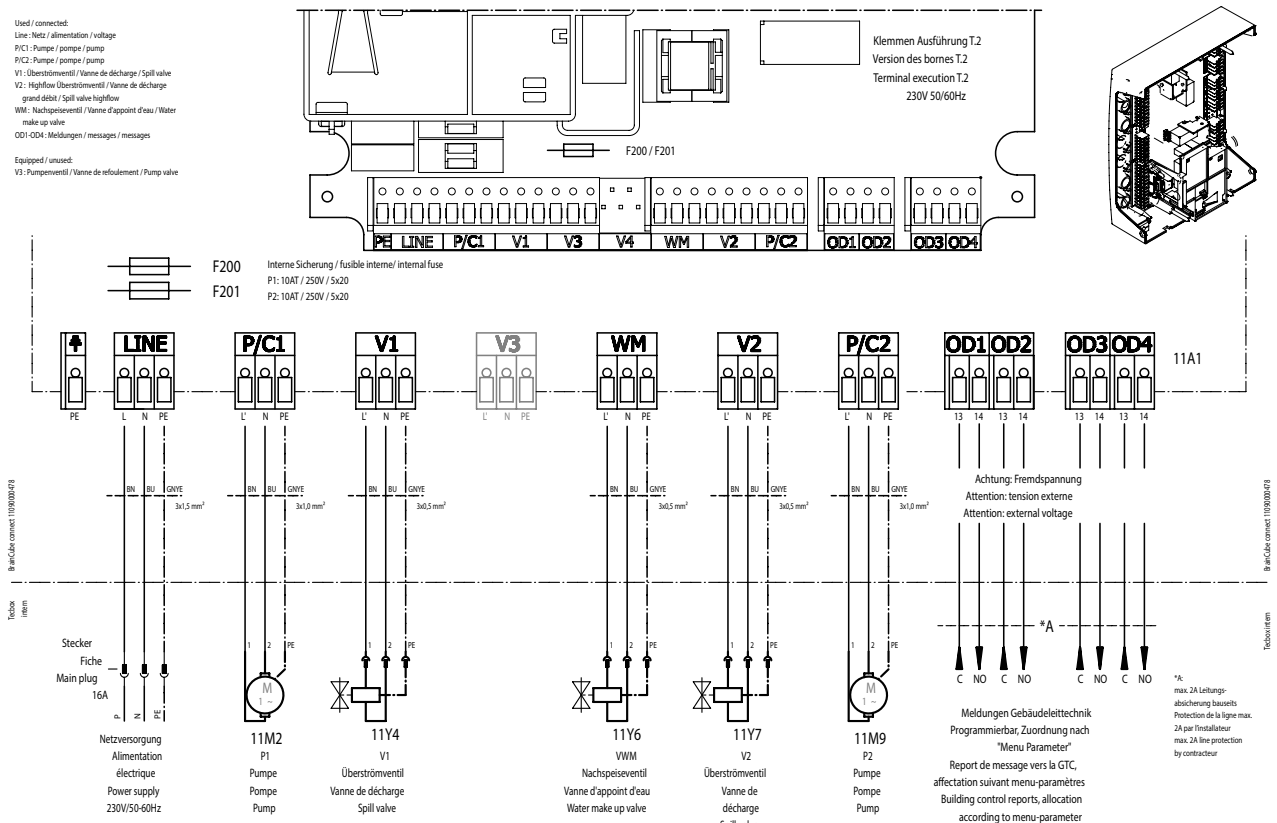 Used / connected:
Line : Netz / alimentation / voltage
P/C1 : Pumpe / pompe / pump
P/C2 : Pumpe / pompe / pump
V1 : Überströmventil / Vanne de décharge / Spill valve
V2 : Highflow Überströmventil / Vanne de décharge
grand débit / Spill valve highflow
WM : Nachspeiseventil / Vanne d'appoint d'eau / Water
make up valve
OD1-OD4 : Meldungen / messages / messages
Equipped / unused:
V3 : Pumpenventil / Vanne de refoulement / Pump valve
Klemmen Ausführung T.2
Version des bornes T.2
Terminal execution T.2
230V 50/60Hz
F200 / F201
PE LINE P/C1 V1 V3 V4 WM V2 P/C2 OD1 OD2 OD3 OD4
F200
F201
Interne Sicherung / fusible interne/ internal fuse
P1: 10AT / 250V / 5x20
P2: 10AT / 250V / 5x20
LINE P/C1 V1 V3 WM V2 P/C2 OD1 OD2 OD3 OD4
11A1
PE L N PE L' N PE L' N PE L' N PE L' N PE L' N PE L' N PE 13 14 13 14 13 14 13 14
BN BU GNYE BN BU GNYE BN BU GNYE BN BU GNYE BN BU GNYE BN BU GNYE
3x1,5 mm² 3x1,0 mm² 3x0,5 mm² 3x0,5 mm² 3x0,5 mm² 3x1,0 mm²
Achtung: Fremdspannung
Attention: tension externe
Attention: external voltage
BrainCube connect 11090000478
BrainCube connect 11090000478
Tecbox
intern
Tecbox intern
*A
Stecker
Fiche
Main plug
16A
1 2 PE 1 2 PE 1 2 PE 1 2 PE 1 2 PE
P N PE
M
1 ~
M
1 ~
C NO C NO C NO C NO
Netzversorgung
Alimentation
électrique
Power supply
230V/50-60Hz
11M2
P1
Pumpe
Pompe
Pump
11Y4
V1
Überströmventil
Vanne de décharge
Spill valve
11Y6
VWM
Nachspeiseventil
Vanne d'appoint d'eau
Water make up valve
11Y7
V2
Überströmventil
Vanne de
décharge
11M9
P2
Pumpe
Pompe
Pump
Meldungen Gebäudeleittechnik
Programmierbar, Zuordnung nach
"Menu Parameter"
Report de message vers la GTC,
affectation suivant menu-paramètres
Building control reports, allocation
according to menu-parameter
*A:
max. 2A Leitungs-
absicherung bauseits
Protection de la ligne max.
2A par l'installateur
max. 2A line protection
by contracteur